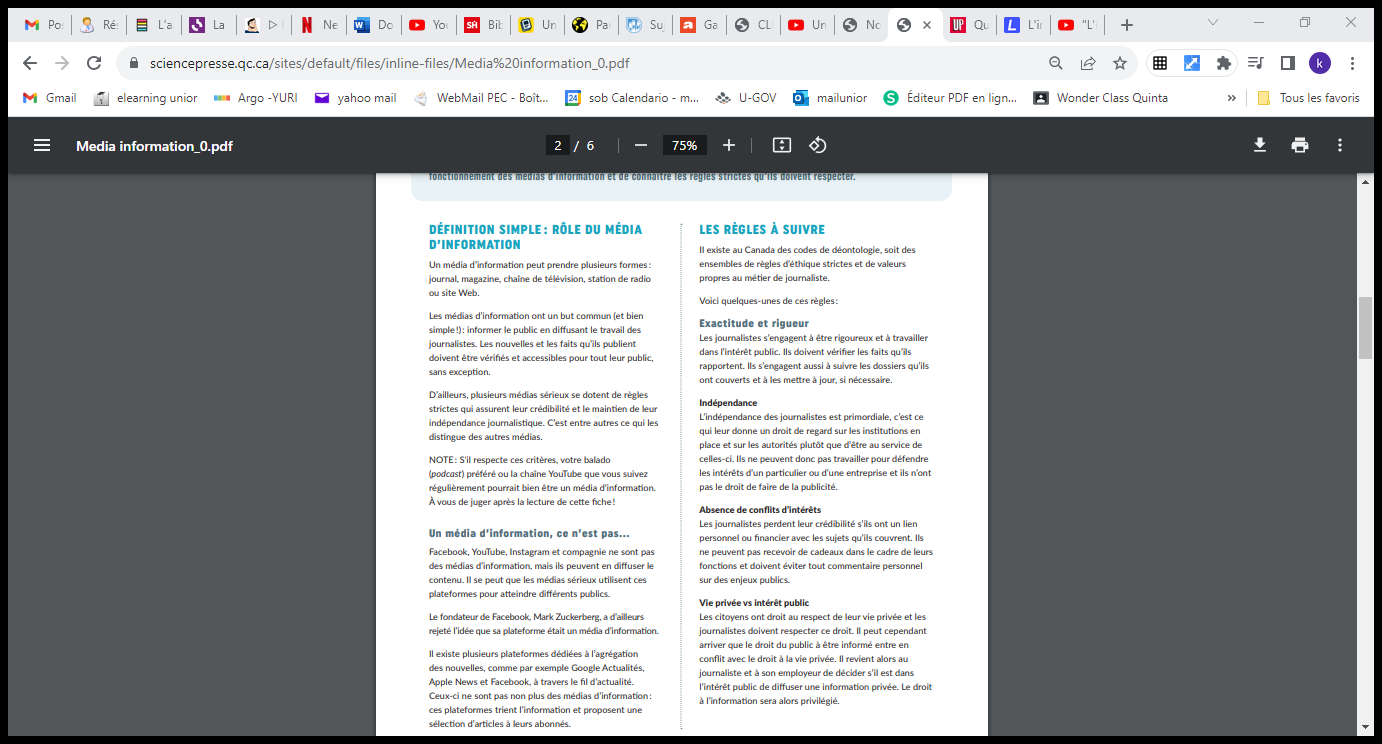 Pos
Rés
L'a
La
Ne
Do
You
Bib
Un
Par
Suj
Ga
CL
Un
No
Qu
L'ir
"L'
sciencepresse.qc.ca/sites/default/files/inline-files/Media%20information_0.pdf
k
Gmail
elearning unior
Argo -YURI
yahoo mail
WebMail PEC - Boît...
sob Calendario - m...
U-GOV
mailunior
Éditeur PDF en lign...
Wonder Class Quinta
»
Tous les favoris
Media information_0.pdf
2 / 6
75%
fonctionnement des médias d'information et de connaître les règles strictes qu'ils doivent respecter.
DÉFINITION SIMPLE : RÔLE DU MÉDIA
D'INFORMATION
Un média d'information peut prendre plusieurs formes :
journal, magazine, chaîne de télévision, station de radio
ou site Web.
Les médias d'information ont un but commun (et bien
simple !) : informer le public en diffusant le travail des
journalistes. Les nouvelles et les faits qu'ils publient
doivent être vérifiés et accessibles pour tout leur public,
sans exception.
D'ailleurs, plusieurs médias sérieux se dotent de règles
strictes qui assurent leur crédibilité et le maintien de leur
indépendance journalistique. C'est entre autres ce qui les
distingue des autres médias.
NOTE : S'il respecte ces critères, votre balado
(podcast) préféré ou la chaîne YouTube que vous suivez
régulièrement pourrait bien être un média d'information.
À vous de juger après la lecture de cette fiche !
Un média d'information, ce n'est pas...
Facebook, YouTube, Instagram et compagnie ne sont pas
des médias d'information, mais ils peuvent en diffuser le
contenu. Il se peut que les médias sérieux utilisent ces
plateformes pour atteindre différents publics.
Le fondateur de Facebook, Mark Zuckerberg, a d'ailleurs
rejeté l'idée que sa plateforme était un média d'information.
Il existe plusieurs plateformes dédiées à l'agrégation
des nouvelles, comme par exemple Google Actualités,
Apple News et Facebook, à travers le fil d'actualité.
Ceux-ci ne sont pas non plus des médias d'information :
ces plateformes trient l'information et proposent une
sélection d'articles à leurs abonnés.
LES RÈGLES À SUIVRE
Il existe au Canada des codes de déontologie, soit des
ensembles de règles d'éthique strictes et de valeurs
propres au métier de journaliste.
Voici quelques-unes de ces règles :
Exactitude et rigueur
Les journalistes s'engagent à être rigoureux et à travailler
dans l'intérêt public. Ils doivent vérifier les faits qu'ils
rapportent. Ils s'engagent aussi à suivre les dossiers qu'ils
ont couverts et à les mettre à jour, si nécessaire.
Indépendance
L'indépendance des journalistes est primordiale, c'est ce
qui leur donne un droit de regard sur les institutions en
place et sur les autorités plutôt que d'être au service de
celles-ci. Ils ne peuvent donc pas travailler pour défendre
les intérêts d'un particulier ou d'une entreprise et ils n'ont
pas le droit de faire de la publicité.
Absence de conflits d'intérêts
Les journalistes perdent leur crédibilité s'ils ont un lien
personnel ou financier avec les sujets qu'ils couvrent. Ils
ne peuvent pas recevoir de cadeaux dans le cadre de leurs
fonctions et doivent éviter tout commentaire personnel
sur des enjeux publics.
Vie privée vs intérêt public
Les citoyens ont droit au respect de leur vie privée et les
journalistes doivent respecter ce droit. Il peut cependant
arriver que le droit du public à être informé entre en
conflit avec le droit à la vie privée. Il revient alors au
journaliste et à son employeur de décider s'il est dans
l'intérêt public de diffuser une information privée. Le droit
à l'information sera alors privilégié.